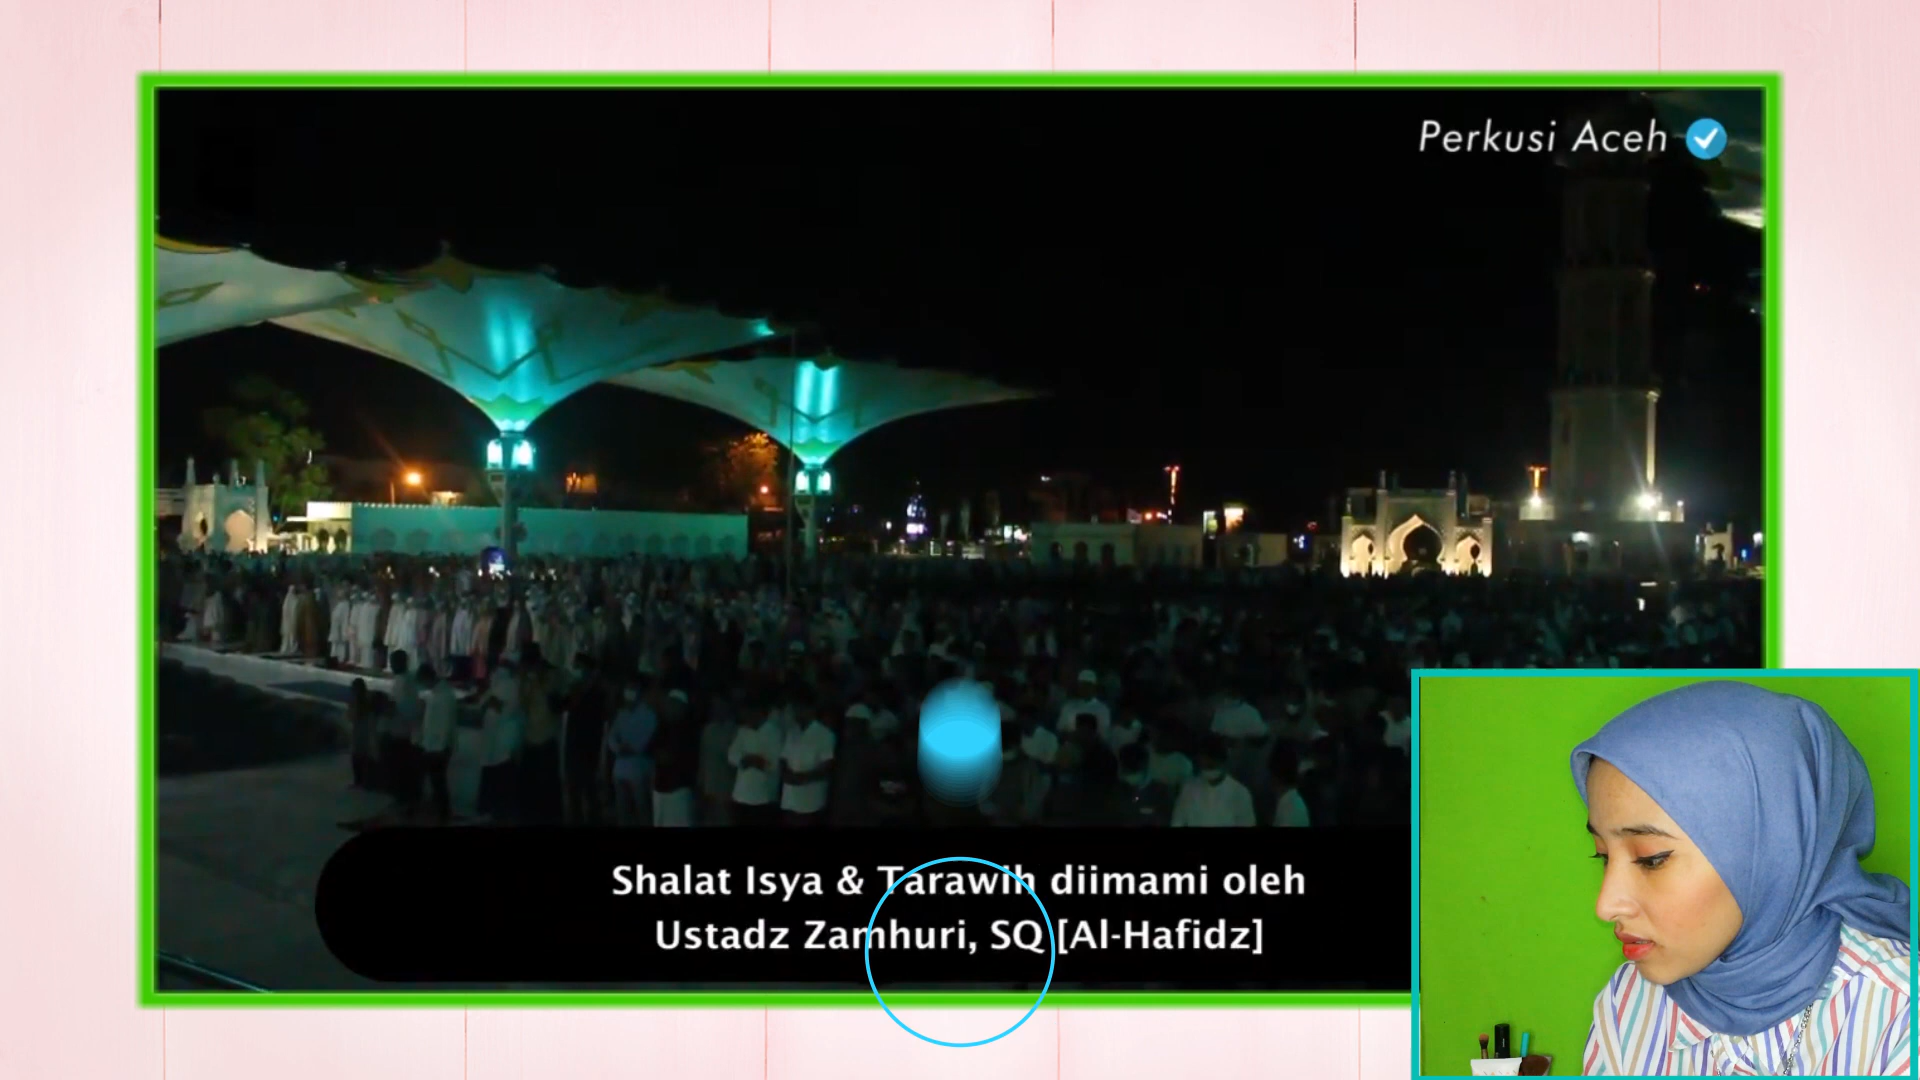 Perkusi Aceh
Shalat Isya & Tarawih diimami oleh
Ustadz Zamhuri, SQ [Al-Hafidz]